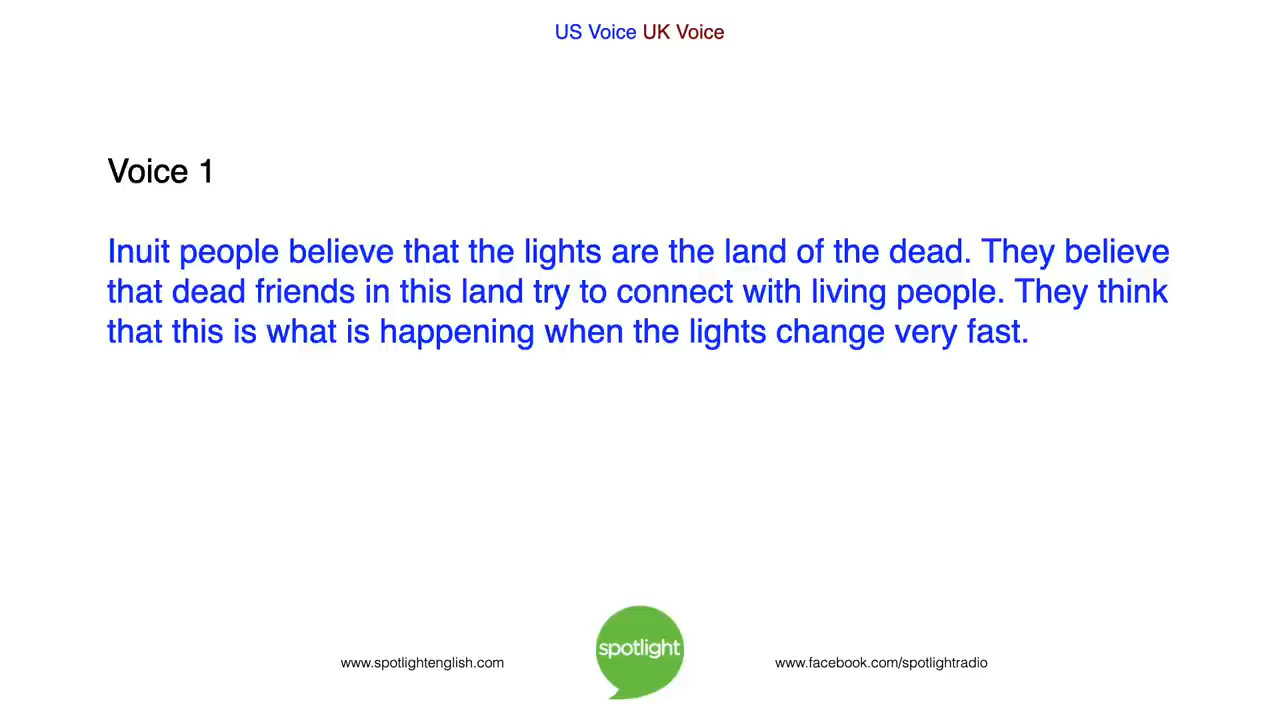 US Voice UK Voice
Voice 1
Inuit people believe that the lights are the land of the dead. They believe
that dead friends in this land try to connect with living people. They think
that this is what is happening when the lights change very fast.
www.spotlightenglish.com
spotlight
www.facebook.com/spotlightradio